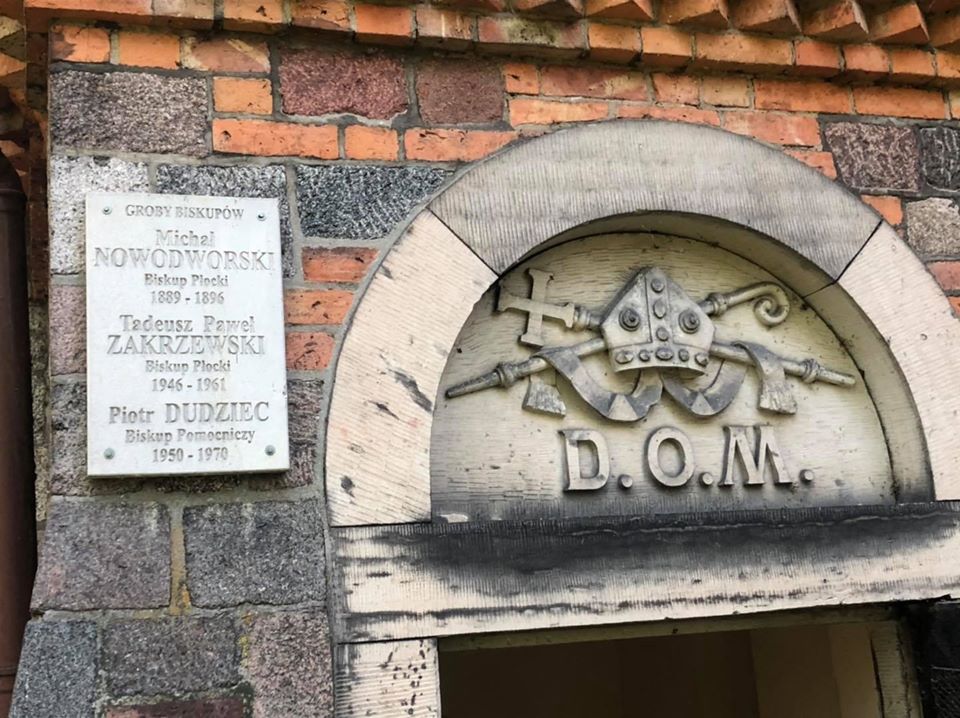 GROBY BISKUPÓW
Michał
NOWODWORSKI
Biskup Płocki
1889 - 1896
Tadeusz Paweł
ZAKRZEWSKI
Biskup Płocki
1946 - 1961
Piotr DUDZIEC
Biskup Pomocniczy
1950 - 1970
D.O.M.